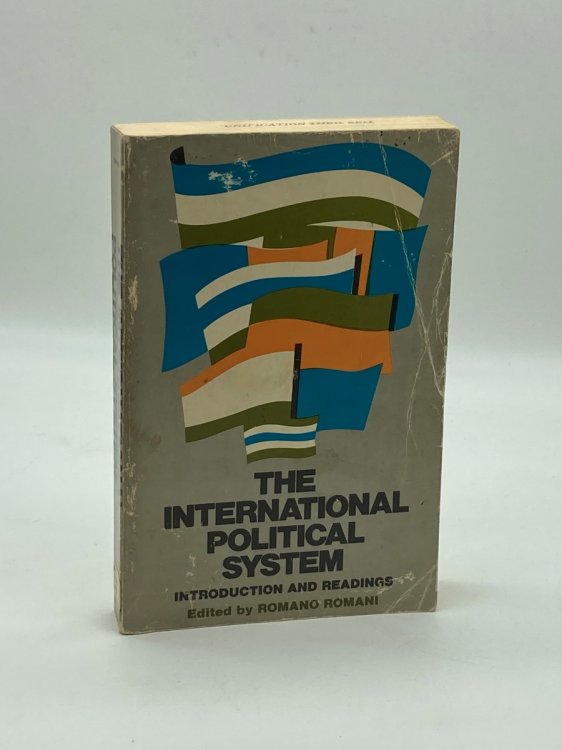 THE
INTERNATIONAL
POLITICAL
SYSTEM
INTRODUCTION AND READINGS
Edited by ROMANO ROMANI